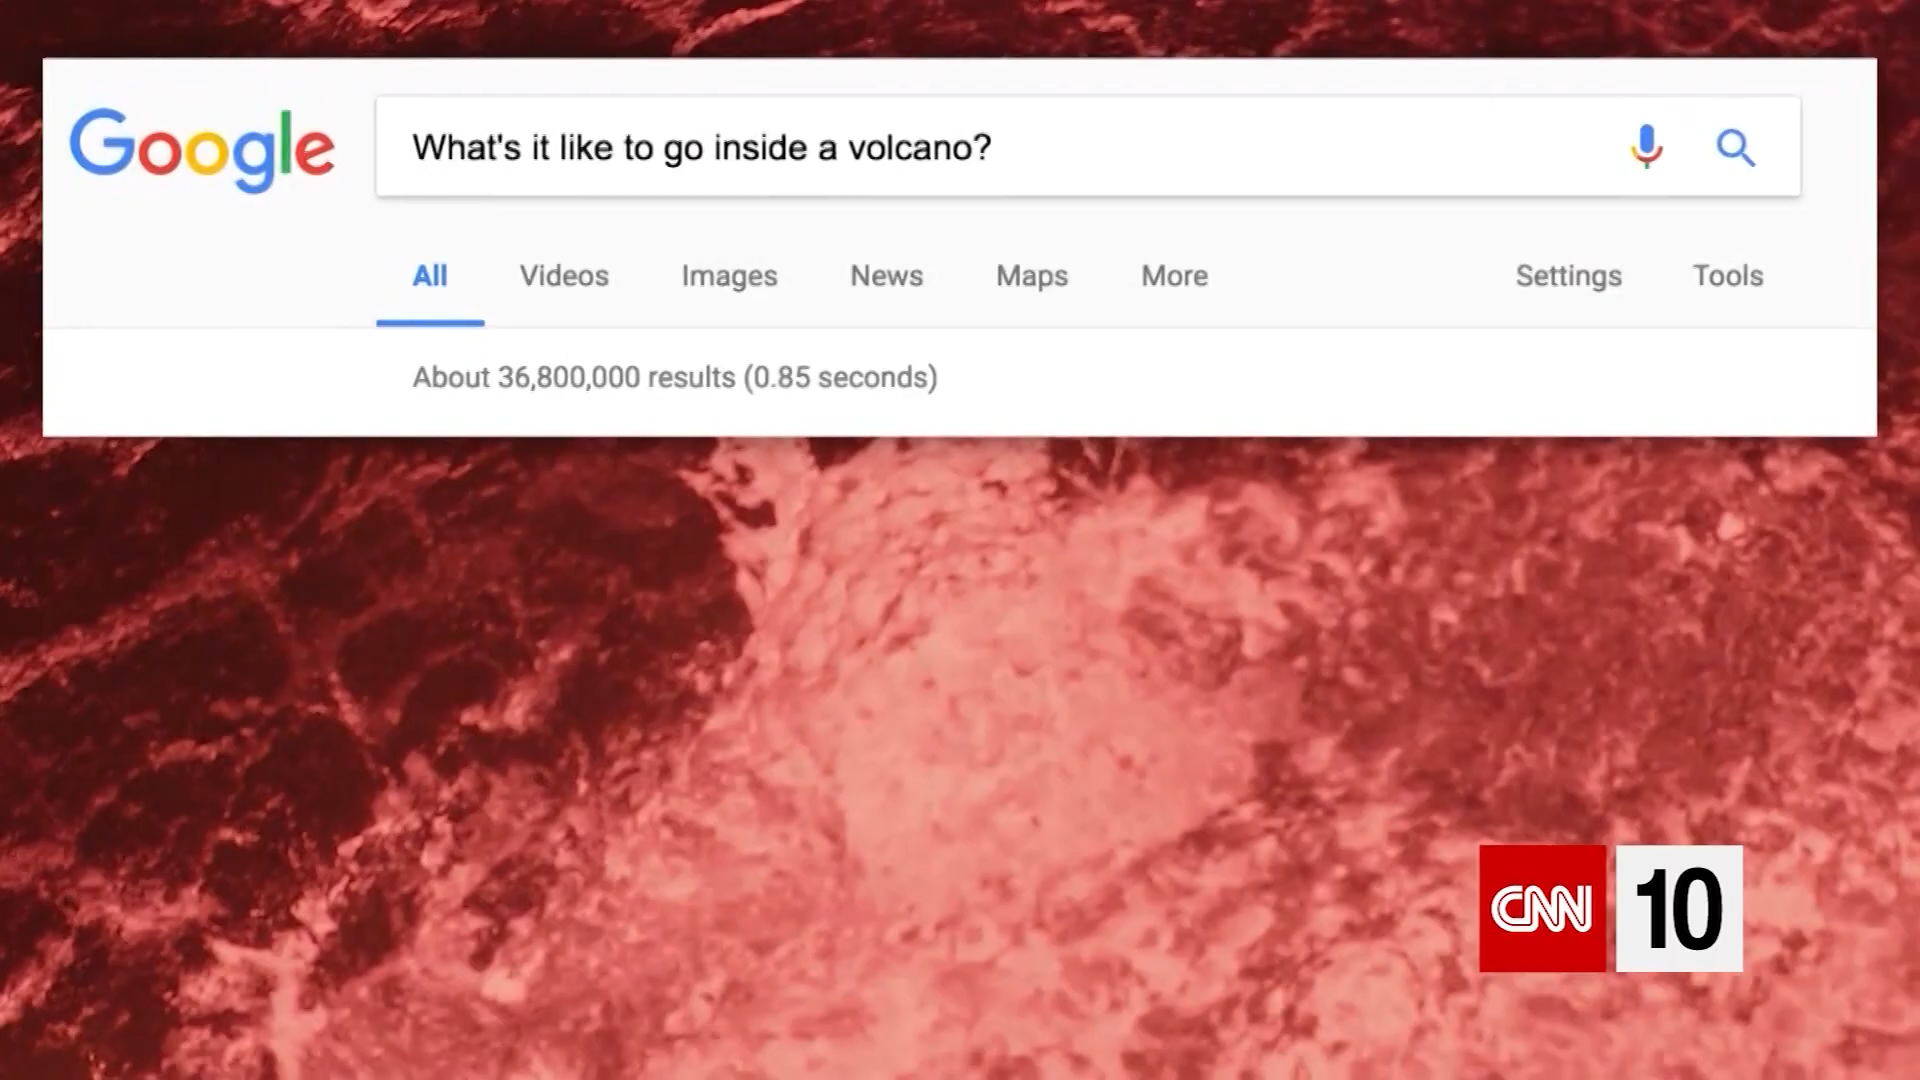 Google
What's it like to go inside a volcano?
All Videos Images News Maps More Settings Tools
About 36,800,000 results (0.85 seconds)
CNN 10